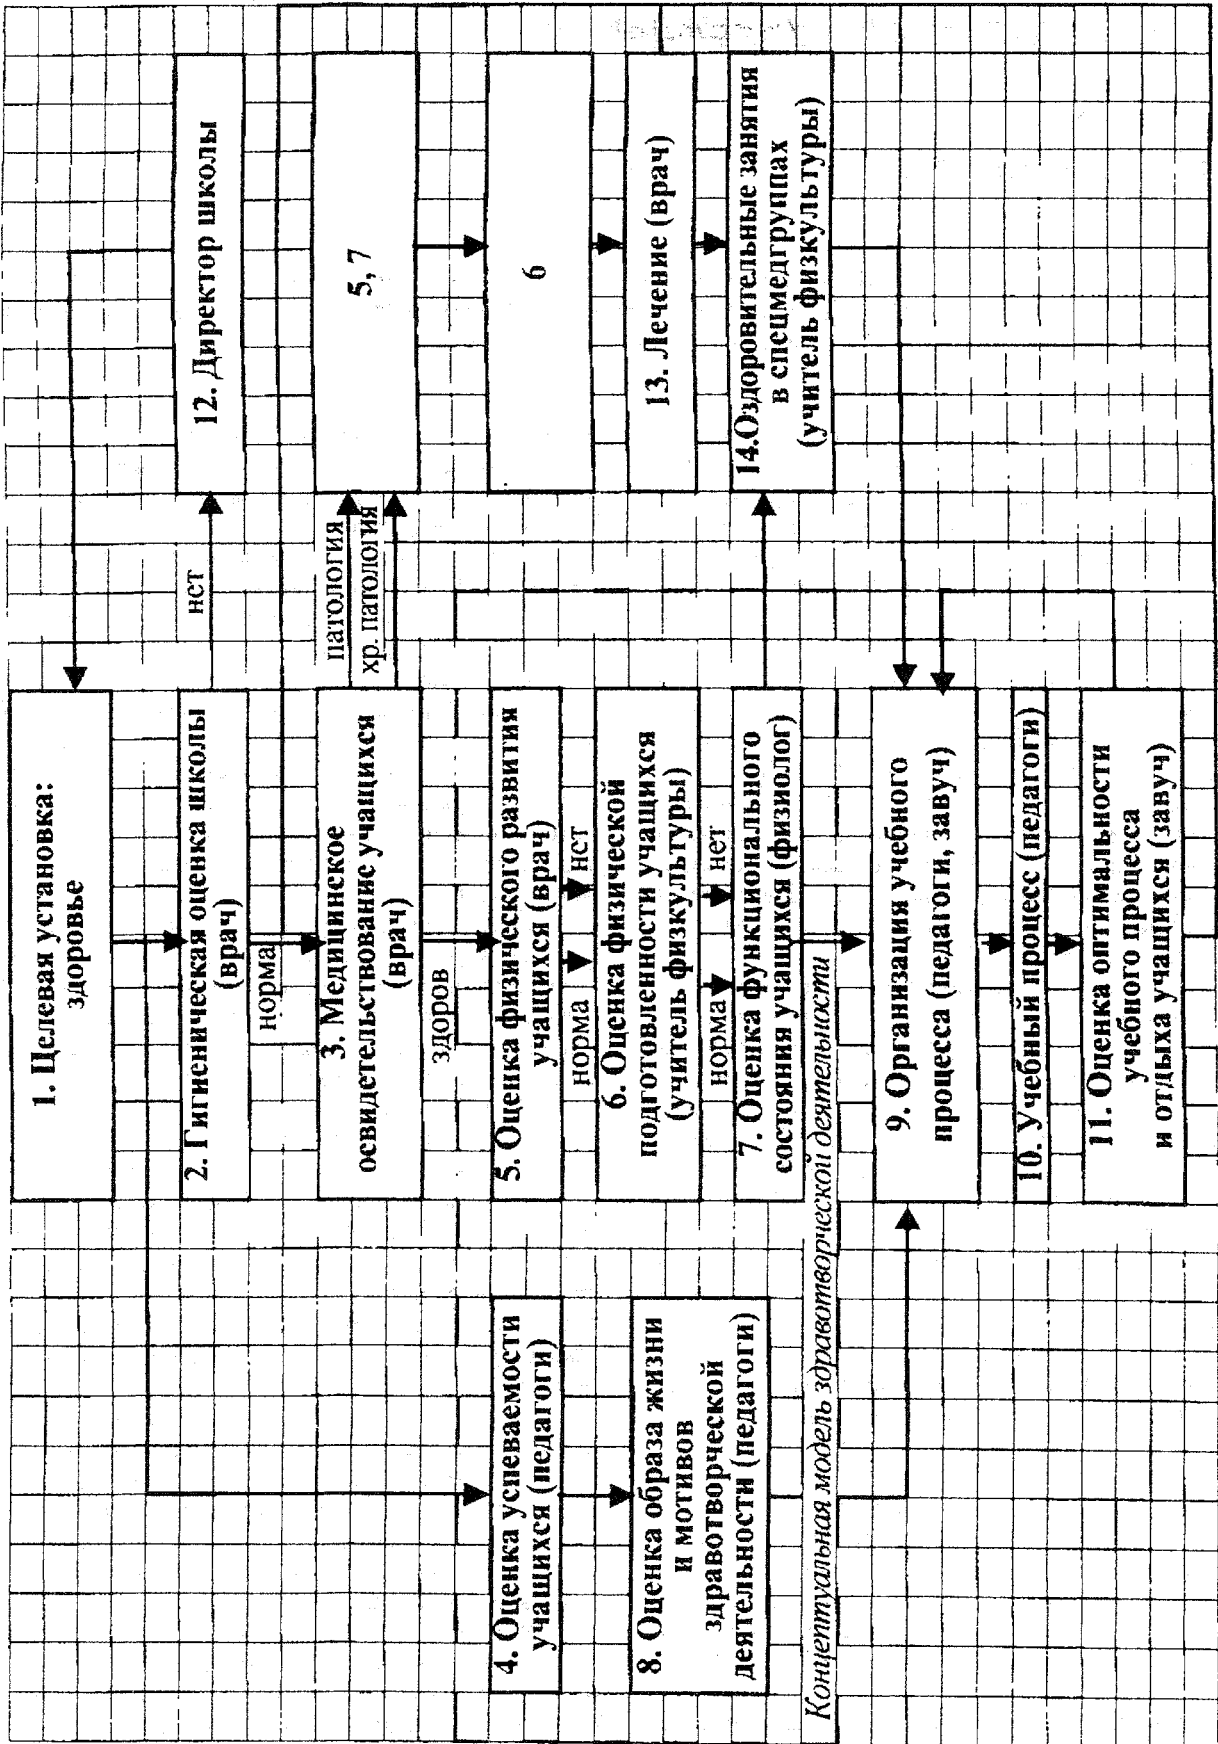 1. Целевая установка:
здоровье
2. Гигиеническая оценка школы
(врач)
нет
12. Директор школы
норма
3. Медицинское
освидетельствование учащихся
(врач)
патология
хр. патология
5, 7
здоров
4. Оценка успеваемости
учащихся (педагоги)
5. Оценка физического развития
учащихся (врач)
6
норма
нет
8. Оценка образа жизни
и мотивов
здравотворческой
деятельности (педагоги)
6. Оценка физической
подготовленности учащихся
(учитель физкультуры)
13. Лечение (врач)
норма
нет
7. Оценка функционального
состояния учащихся (физиолог)
14.Оздоровительные занятия
в спецмедгруппах
(учитель физкультуры)
Концептуальная модель здравотворческой деятельности
9. Организация учебного
процесса (педагоги, завуч)
10. Учебный процесс (педагоги)
11. Оценка оптимальности
учебного процесса
и отдыха учащихся (завуч)